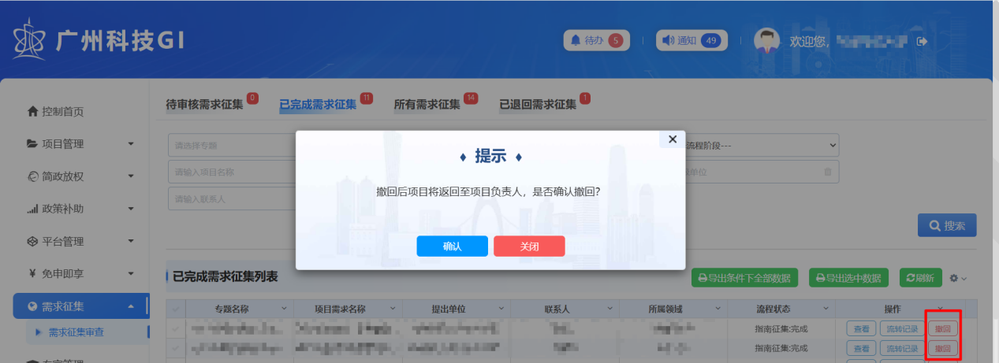 广州科技GI
待办 5
通知 49
欢迎您,
控制首页
项目管理
简政放权
政策补助
平台管理
免申即享
需求征集
需求征集审查
待审核需求征集 0
已完成需求征集 11
所有需求征集 14
已退回需求征集 1
请选择专题
流程阶段---
请输入项目名称
单位
请输入联系人
搜索
提示
撤回后项目将返回至项目负责人，是否确认撤回?
确认
关闭
已完成需求征集列表
导出条件下全部数据
导出选中数据
刷新
专题名称 项目需求名称 提出单位 联系人 所属领域 流程状态 操作
指南征集:完成 查看 流转记录 撤回
指南征集:完成 查看 流转记录 撤回